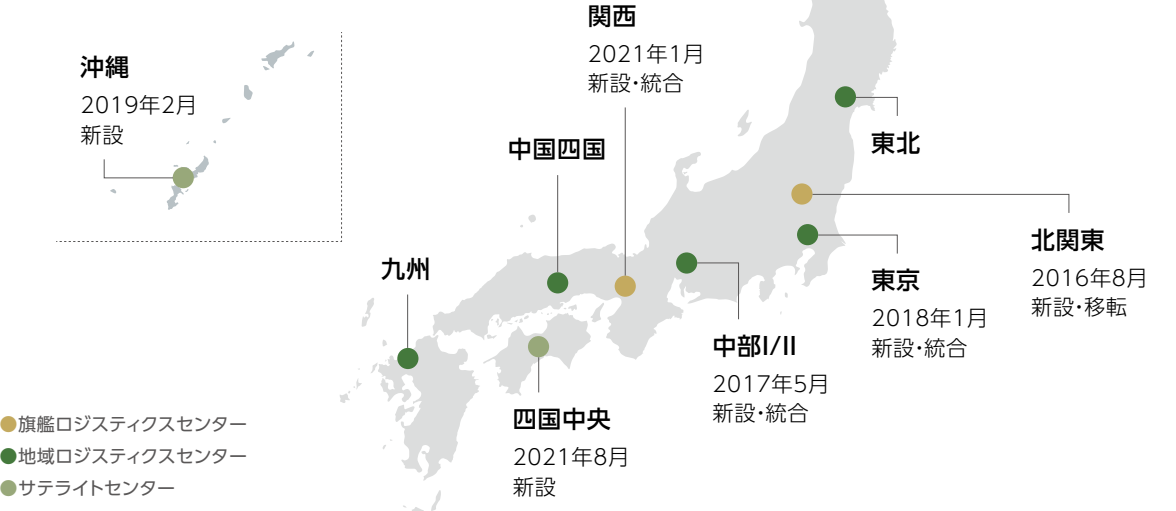 沖縄
2019年2月
新設
関西
2021年1月
新設・統合
中国四国
東北
九州
北関東
2016年8月
新設・移転
東京
2018年1月
新設・統合
中部I/II
2017年5月
新設・統合
四国中央
2021年8月
新設
旗艦ロジスティクスセンター
地域ロジスティクスセンター
サテライトセンター